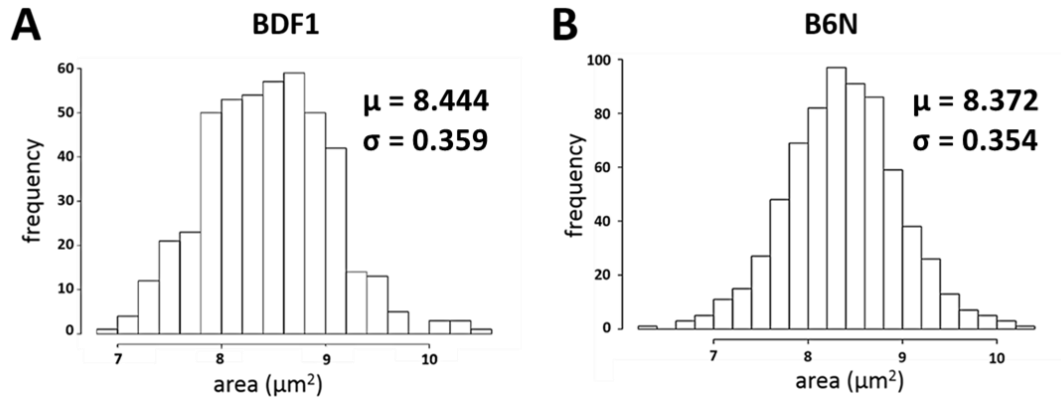 A
BDF1
60
50
40
30
20
10
0
frequency
μ = 8.444
σ = 0.359
7 8 9 10
area (μm²)
B
B6N
100
80
60
40
20
0
frequency
μ = 8.372
σ = 0.354
7 8 9 10
area (μm²)